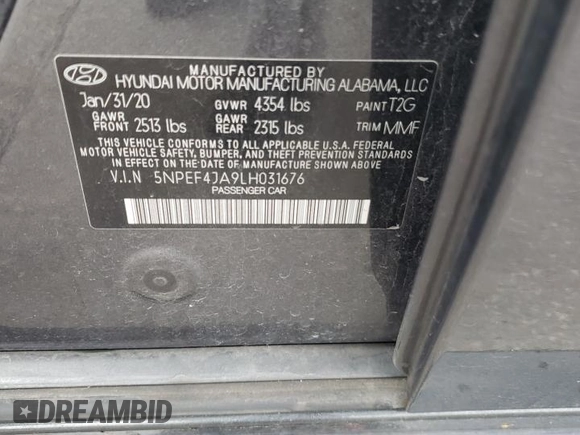 MANUFACTURED BY
HYUNDAI MOTOR MANUFACTURING ALABAMA, LLC
Jan/31/20 GVWR 4354 lbs PAINT T2G
GAWR FRONT 2513 lbs GAWR REAR 2315 lbs TRIM MMF
THIS VEHICLE CONFORMS TO ALL APPLICABLE U.S.A. FEDERAL
MOTOR VEHICLE SAFETY, BUMPER, AND THEFT PREVENTION
STANDARDS IN EFFECT ON THE DATE OF MANUFACTURE SHOWN
ABOVE
V.I.N 5NPEF4JA9LH031676
PASSENGER CAR
DREAMBID